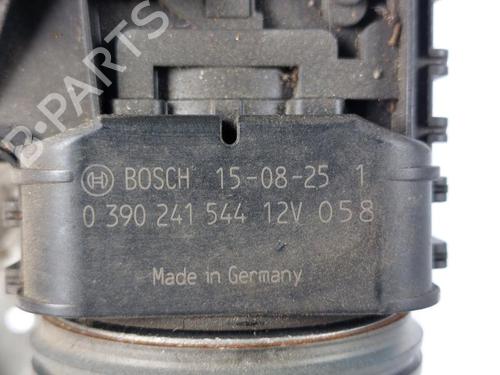 BOSCH 15-08-25 1
0 390 241 544 12V 058
Made in Germany
B-PARTS